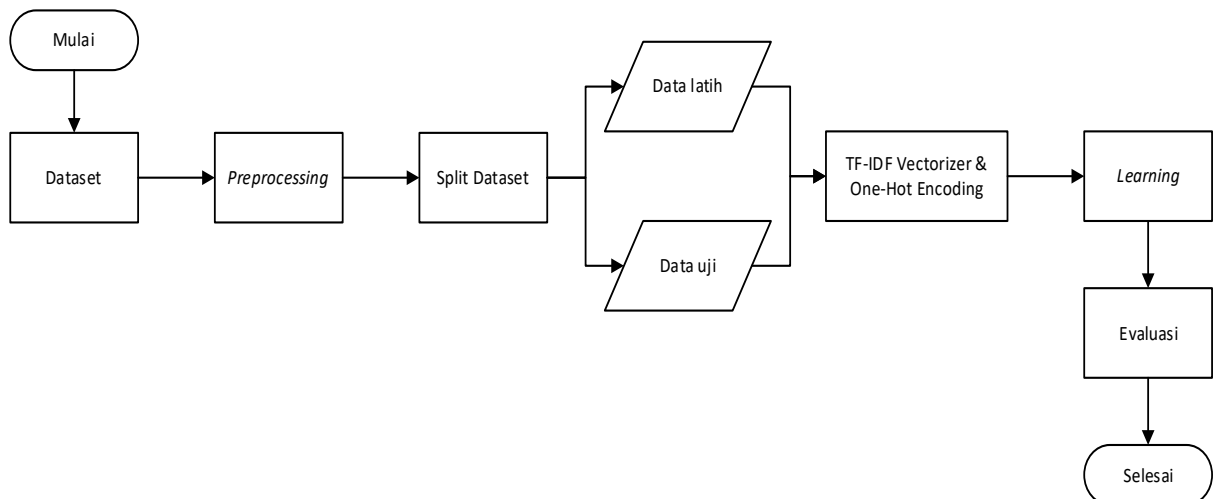 Mulai
Dataset
Preprocessing
Split Dataset
Data latih
Data uji
TF-IDF Vectorizer &
One-Hot Encoding
Learning
Evaluasi
Selesai